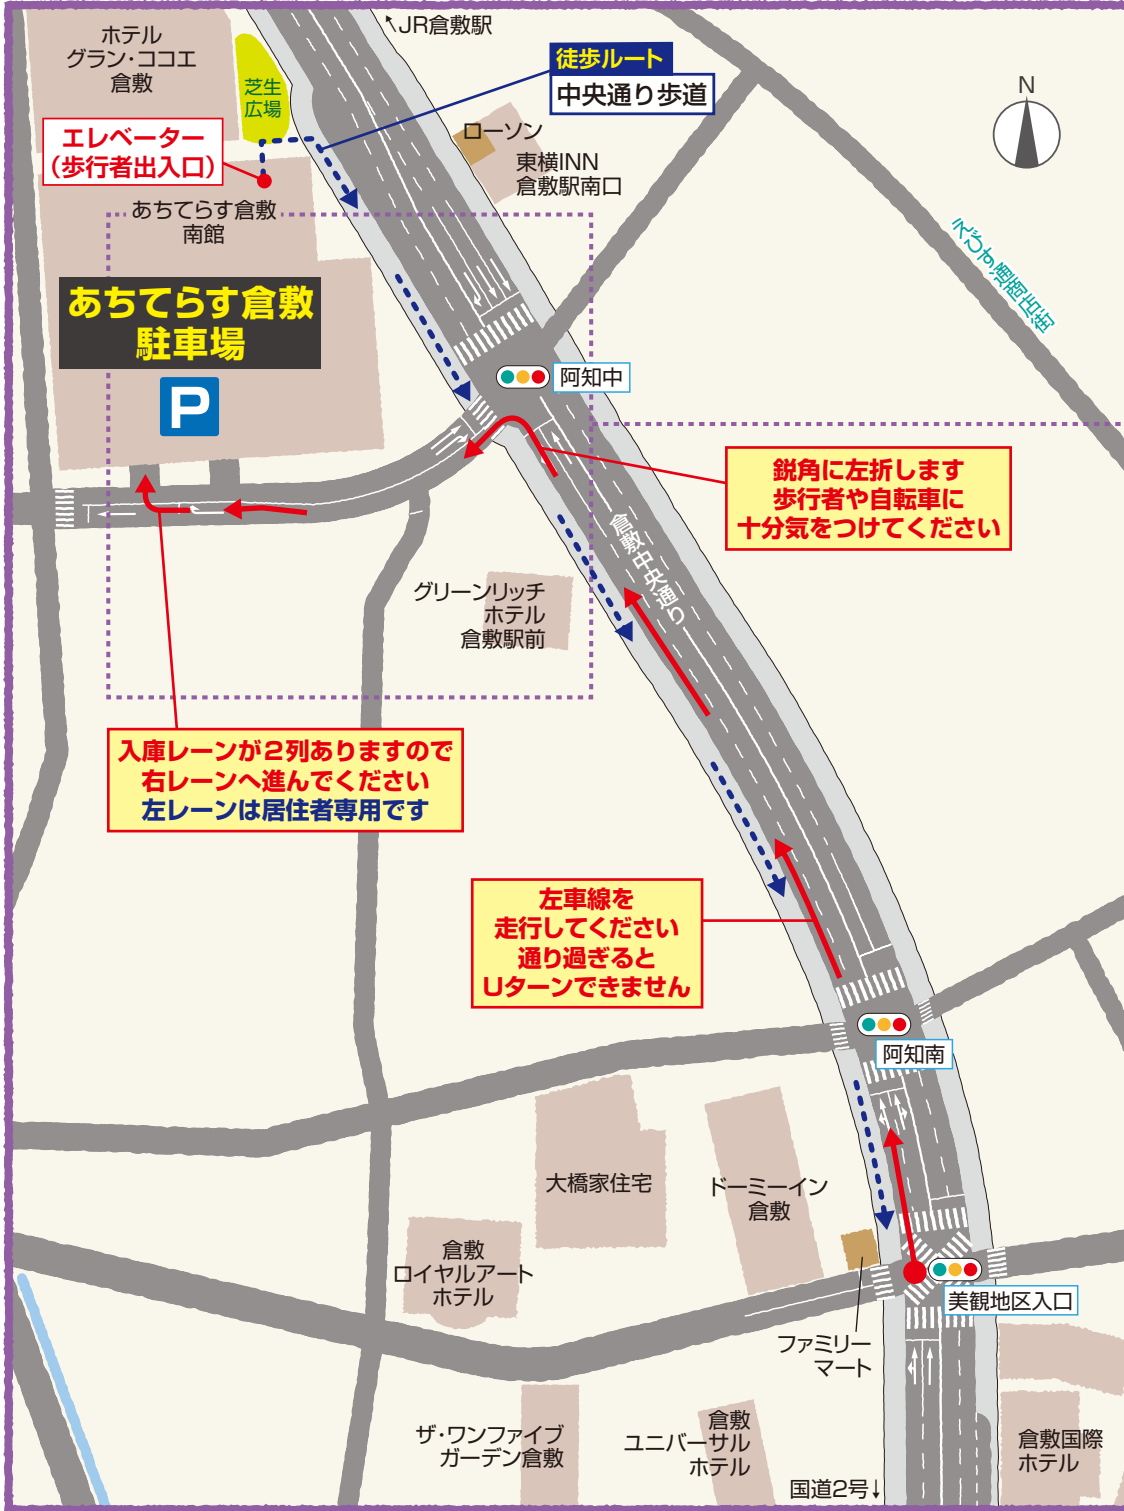 JR倉敷駅
ホテル
グラン・ココエ
倉敷
芝生
広場
徒歩ルート
中央通り歩道
N
エレベーター
(歩行者出入口)
ローソン
東横INN
倉敷駅南口
あちてらす倉敷
南館
えびす通商店街
あちてらす倉敷
駐車場
P
阿知中
鋭角に左折します
歩行者や自転車に
十分気をつけてください
倉敷中央通り
グリーンリッチ
ホテル
倉敷駅前
入庫レーンが2列ありますので
右レーンへ進んでください
左レーンは居住者専用です
左車線を
走行してください
通り過ぎると
Uターンできません
阿知南
大橋家住宅
ドーミーイン
倉敷
倉敷
ロイヤルアート
ホテル
美観地区入口
ファミリー
マート
ザ・ワンファイブ
ガーデン倉敷
倉敷
ユニバーサル
ホテル
倉敷国際
ホテル
国道2号↓